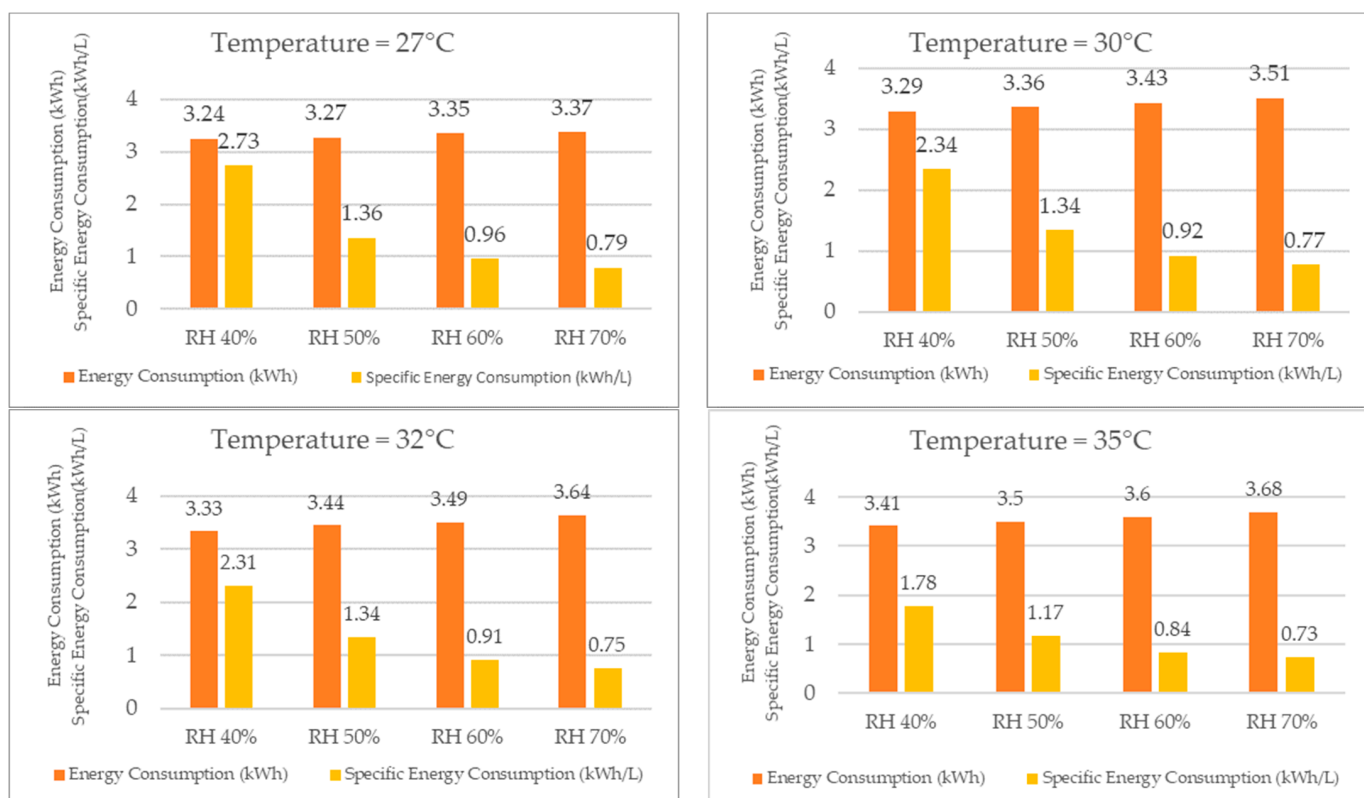 Temperature = 27°C
Energy Consumption (kWh)
Specific Energy Consumption(kWh/L)
4
3
2
1
0
3.24
2.73
3.27
1.36
3.35
0.96
3.37
0.79
RH 40% RH 50% RH 60% RH 70%
Energy Consumption (kWh) Specific Energy Consumption (kWh/L)
Temperature = 30°C
Energy Consumption (kWh)
Specific Energy Consumption(kWh/L)
4
3
2
1
0
3.29
2.34
3.36
1.34
3.43
0.92
3.51
0.77
RH 40% RH 50% RH 60% RH 70%
Energy Consumption (kWh) Specific Energy Consumption (kWh/L)
Temperature = 32°C
Energy Consumption (kWh)
Specific Energy Consumption(kWh/L)
4
3
2
1
0
3.33
2.31
3.44
1.34
3.49
0.91
3.64
0.75
RH 40% RH 50% RH 60% RH 70%
Energy Consumption (kWh) Specific Energy Consumption (kWh/L)
Temperature = 35°C
Energy Consumption (kWh)
Specific Energy Consumption(kWh/L)
4
3
2
1
0
3.41
1.78
3.5
1.17
3.6
0.84
3.68
0.73
RH 40% RH 50% RH 60% RH 70%
Energy Consumption (kWh) Specific Energy Consumption (kWh/L)